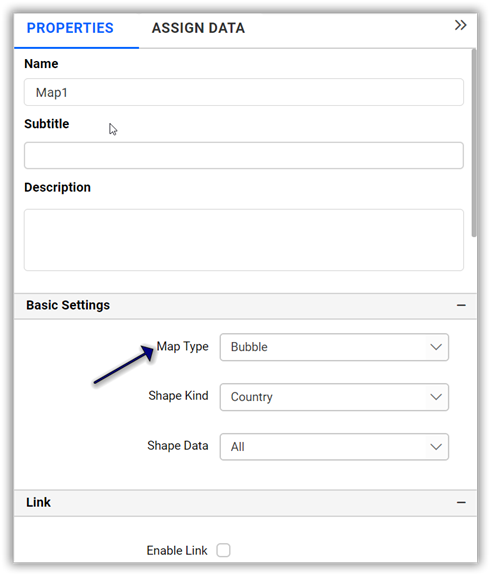 PROPERTIES ASSIGN DATA
Name
Map1
Subtitle
Description
Basic Settings
Map Type Bubble
Shape Kind Country
Shape Data All
Link
Enable Link